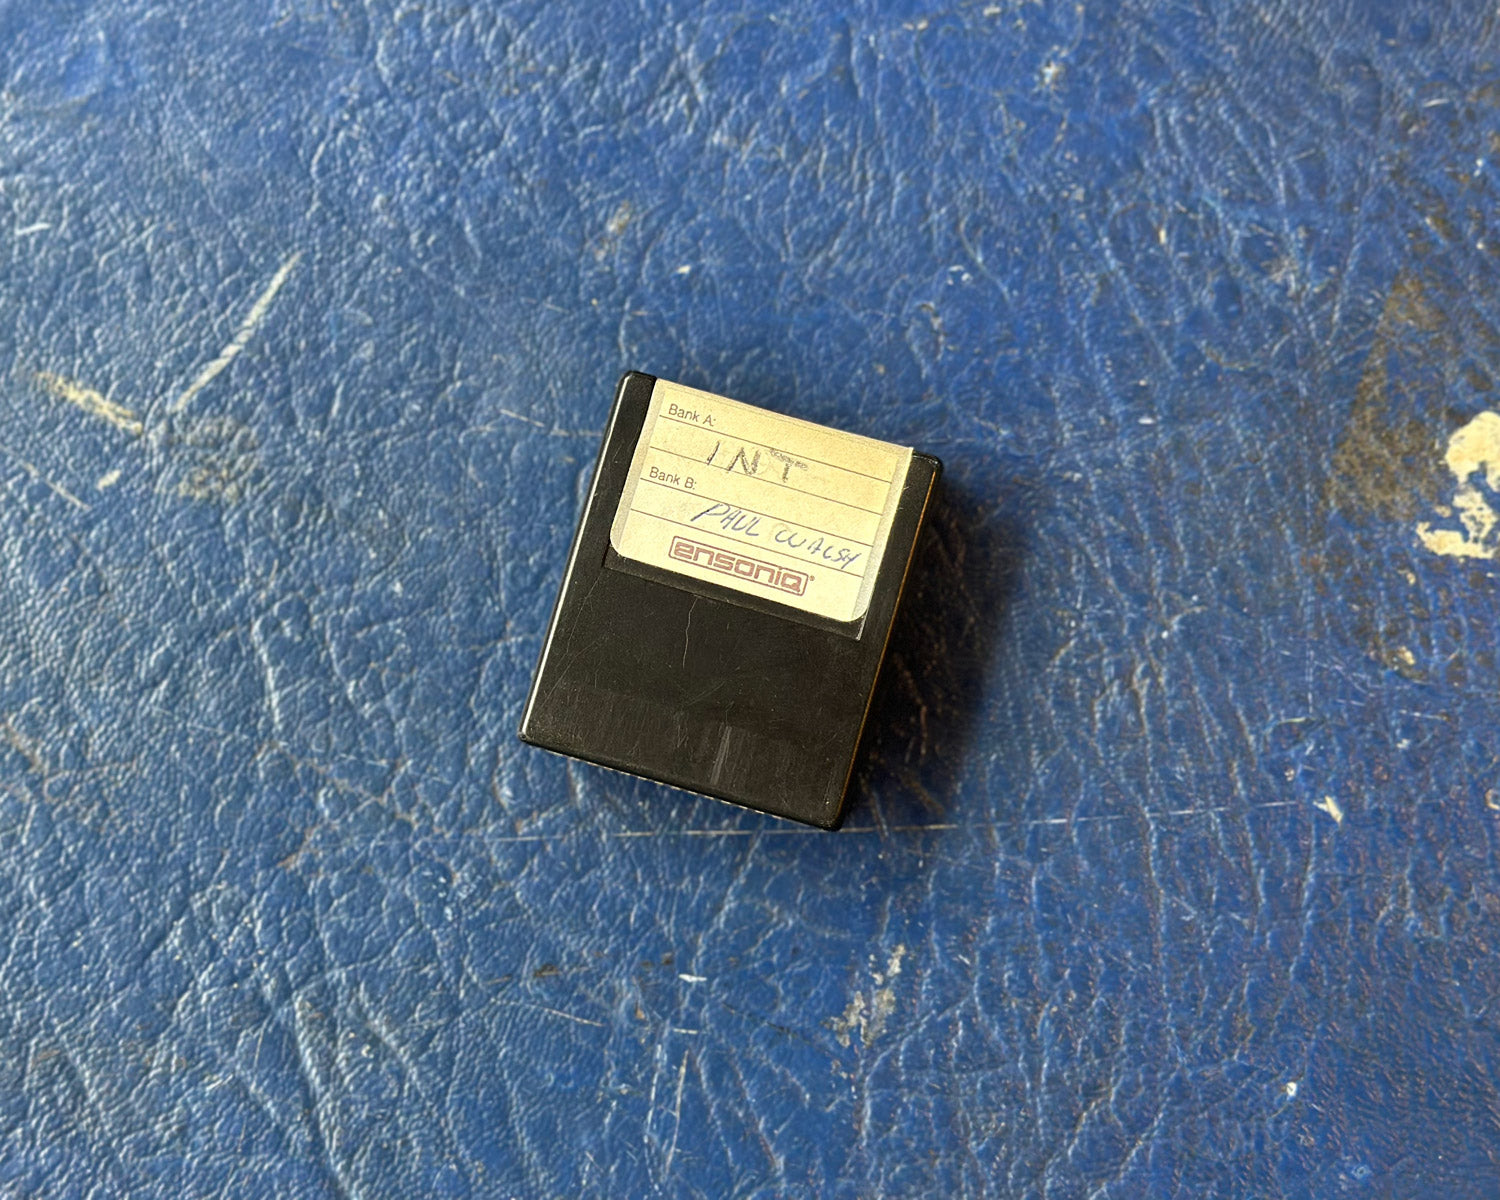 Bank A:
INT
Bank B:
PAUL WALSH
ensoniq®